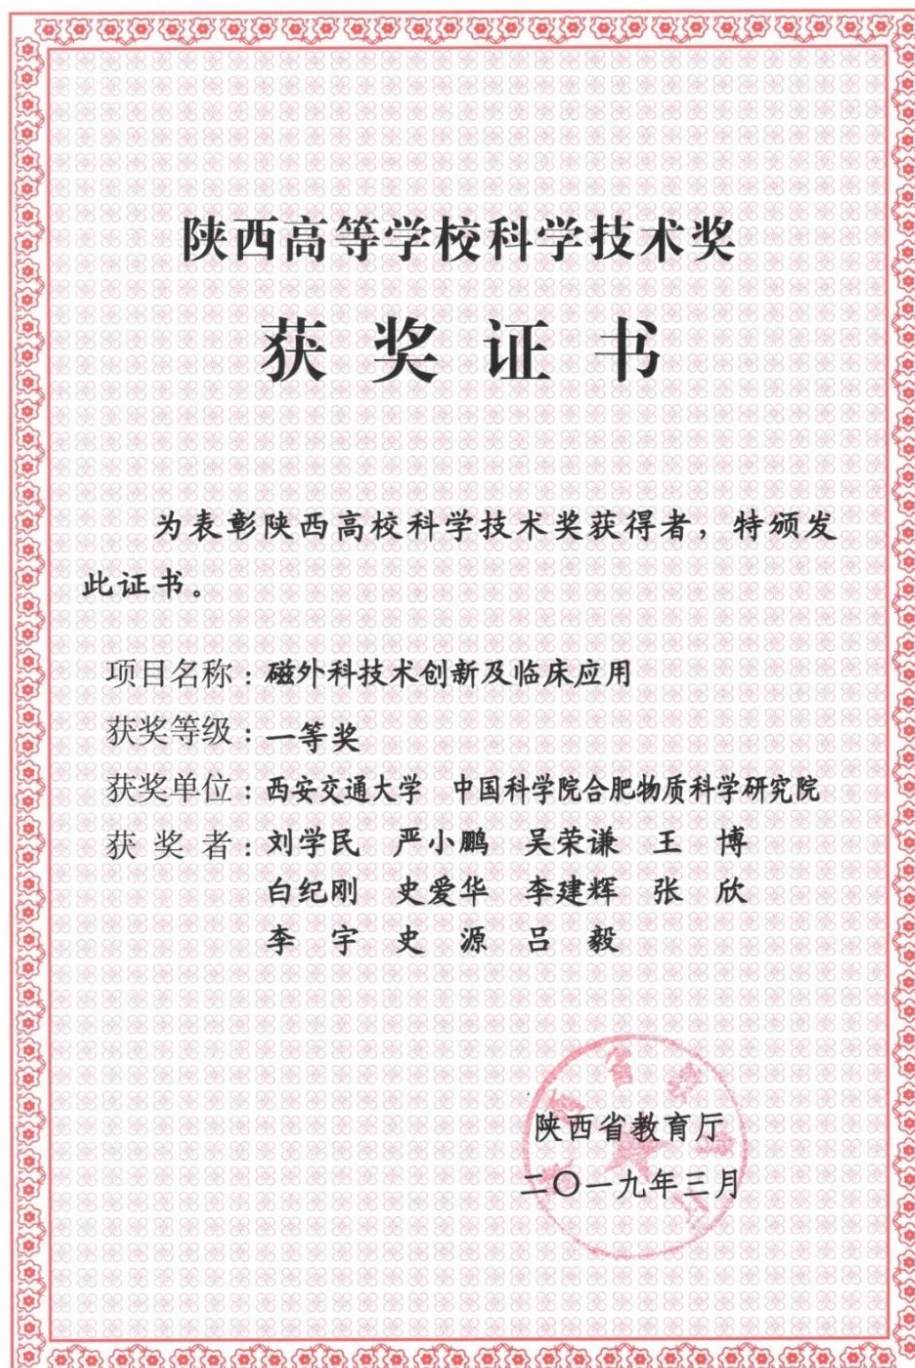 陕西高等学校科学技术奖
获奖证书
为表彰陕西高校科学技术奖获得者，特颁发
此证书。
项目名称：磁外科技术创新及临床应用
获奖等级：一等奖
获奖单位：西安交通大学 中国科学院合肥物质科学研究院
获奖者：刘学民 严小鹏 吴荣谦 王博
白纪刚 史爱华 李建辉 张欣
李宇 史源 吕毅
陕西省教育厅
二〇一九年三月